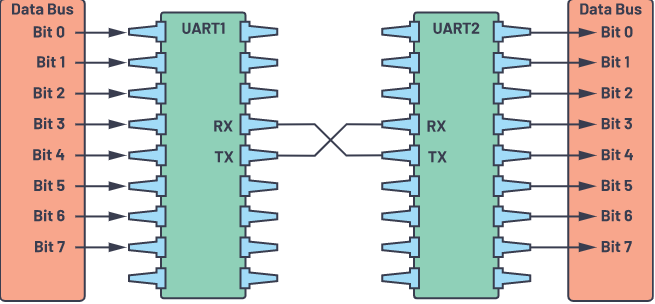 Data Bus
Bit 0
Bit 1
Bit 2
Bit 3
Bit 4
Bit 5
Bit 6
Bit 7
UART1
RX
TX
UART2
RX
TX
Data Bus
Bit 0
Bit 1
Bit 2
Bit 3
Bit 4
Bit 5
Bit 6
Bit 7